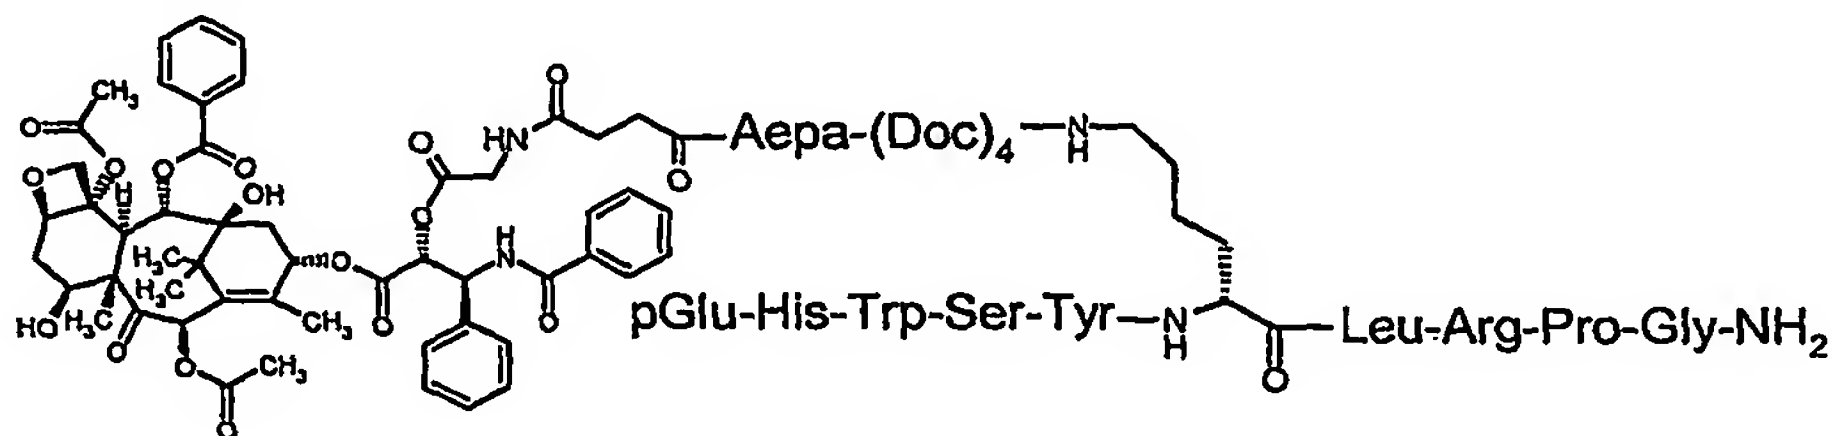 CH₃
O
O
O
O
O
HN
O
Aepa-(Doc)₄
N
H
O
O
O
H
OH
O
H
N
H₃C
H₃C
O
O
O
HO
H₃C
O
CH₃
O
CH₃
O
O
pGlu-His-Trp-Ser-Tyr
N
H
O
Leu-Arg-Pro-Gly-NH₂